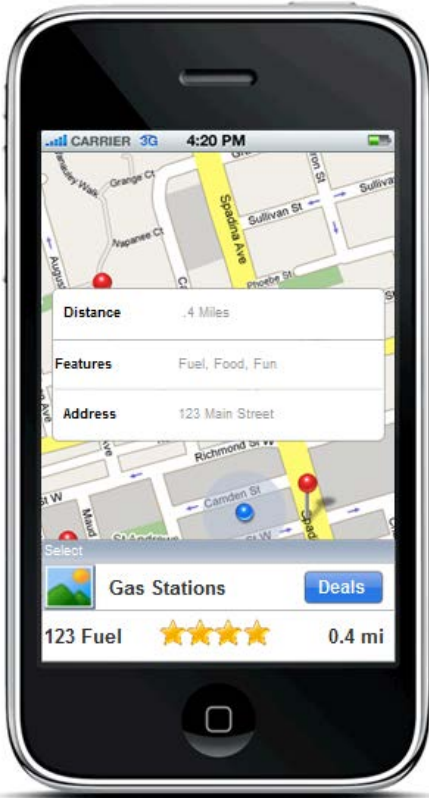 CARRIER 3G 4:20 PM
Grange Ct
Spadina Ave
Sullivan St
Napanee Ct
Phoebe St
Distance .4 Miles
Features Fuel, Food, Fun
Address 123 Main Street
Richmond St W
Camden St
Maud
Select
Gas Stations Deals
123 Fuel 0.4 mi